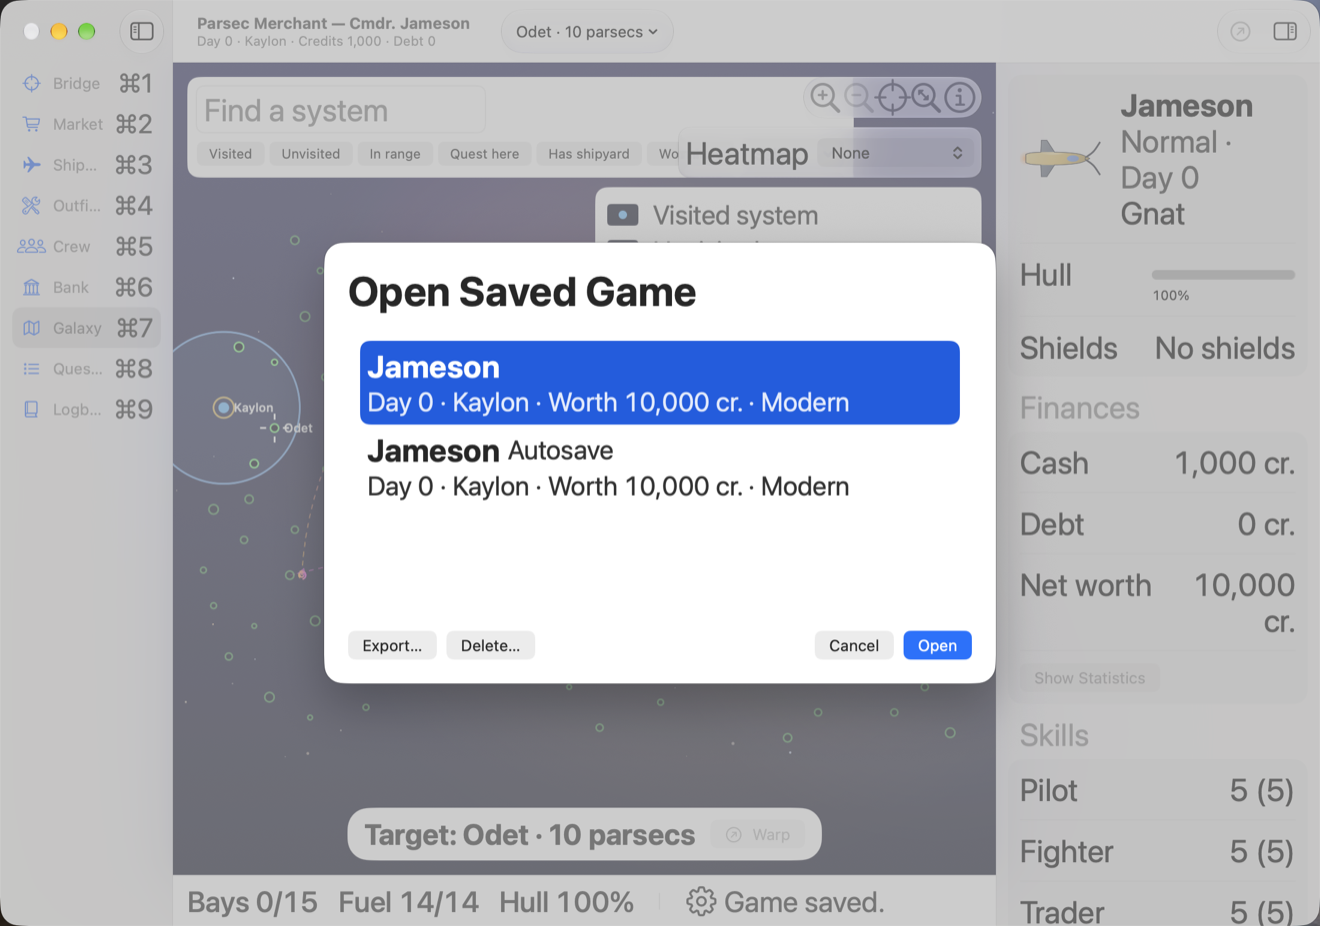 Parsec Merchant — Cmdr. Jameson
Day 0 · Kaylon · Credits 1,000 · Debt 0
Odet · 10 parsecs
Bridge ⌘1
Market ⌘2
Ship... ⌘3
Outfi... ⌘4
Crew ⌘5
Bank ⌘6
Galaxy ⌘7
Ques... ⌘8
Logb... ⌘9
Find a system
Visited
Unvisited
In range
Quest here
Has shipyard
Wo
Heatmap
None
Visited system
Kaylon
Odet
Open Saved Game
Jameson
Day 0 · Kaylon · Worth 10,000 cr. · Modern
Jameson Autosave
Day 0 · Kaylon · Worth 10,000 cr. · Modern
Export...
Delete...
Cancel
Open
Target: Odet · 10 parsecs
Warp
Bays 0/15 Fuel 14/14 Hull 100%
Game saved.
Jameson
Normal ·
Day 0
Gnat
Hull
100%
Shields No shields
Finances
Cash 1,000 cr.
Debt 0 cr.
Net worth 10,000
cr.
Show Statistics
Skills
Pilot 5 (5)
Fighter 5 (5)
Trader 5 (5)